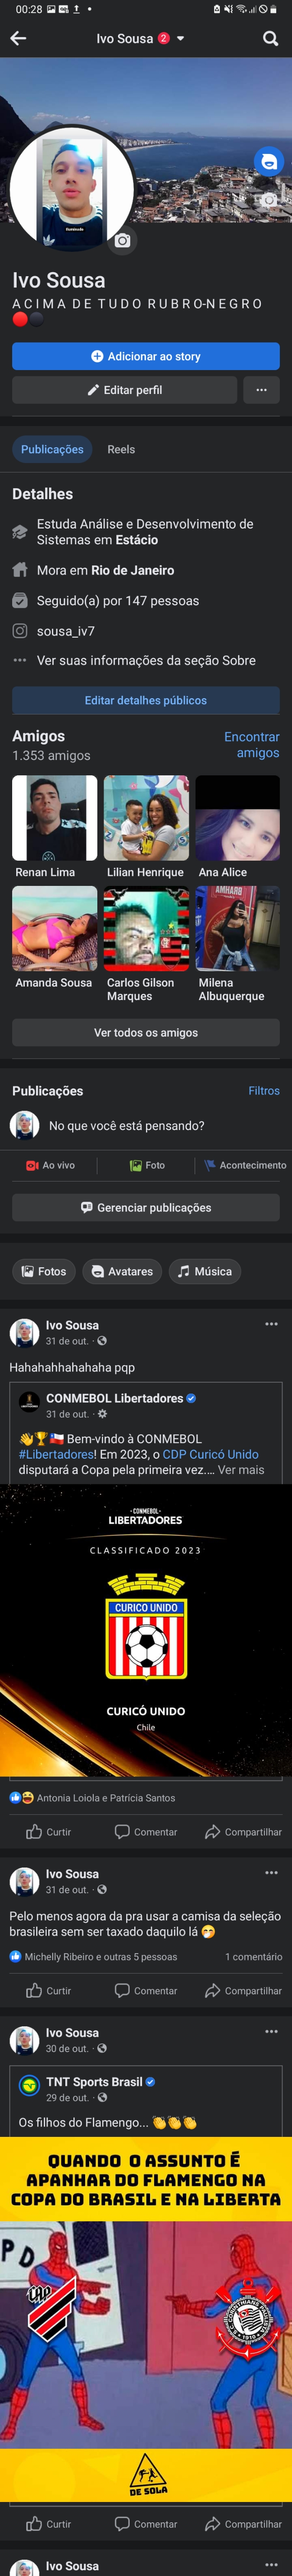 00:28
Ivo Sousa 2
Ivo Sousa
A C I M A D E T U D O R U B R O-N E G R O
🔴⚫
Adicionar ao story
Editar perfil
Publicações Reels
Detalhes
Estuda Análise e Desenvolvimento de
Sistemas em Estácio
Mora em Rio de Janeiro
Seguido(a) por 147 pessoas
sousa_iv7
Ver suas informações da seção Sobre
Editar detalhes públicos
Amigos
1.353 amigos
Encontrar
amigos
Renan Lima
Lilian Henrique
Ana Alice
Amanda Sousa
Carlos Gilson
Marques
Milena
Albuquerque
Ver todos os amigos
Publicações
Filtros
No que você está pensando?
Ao vivo
Foto
Acontecimento
Gerenciar publicações
Fotos
Avatares
Música
Ivo Sousa
31 de out. ·
Hahahahhahahaha pqp
CONMEBOL Libertadores
31 de out. ·
👋🏆🇨🇱 Bem-vindo à CONMEBOL
#Libertadores! Em 2023, o CDP Curicó Unido
disputará a Copa pela primeira vez.... Ver mais
-CONMEBOL-
LIBERTADORES
CLASSIFICADO 2023
CURICO UNIDO
CURICÓ UNIDO
Chile
Antonia Loiola e Patrícia Santos
Curtir
Comentar
Compartilhar
Ivo Sousa
31 de out. ·
Pelo menos agora da pra usar a camisa da seleção
brasileira sem ser taxado daquilo lá 🤭
Michelly Ribeiro e outras 5 pessoas
1 comentário
Curtir
Comentar
Compartilhar
Ivo Sousa
30 de out. ·
TNT Sports Brasil
29 de out. ·
Os filhos do Flamengo... 👏👏👏
QUANDO O ASSUNTO É
APANHAR DO FLAMENGO NA
COPA DO BRASIL E NA LIBERTA
PD
CAP
DE SOLA
Curtir
Comentar
Compartilhar
Ivo Sousa